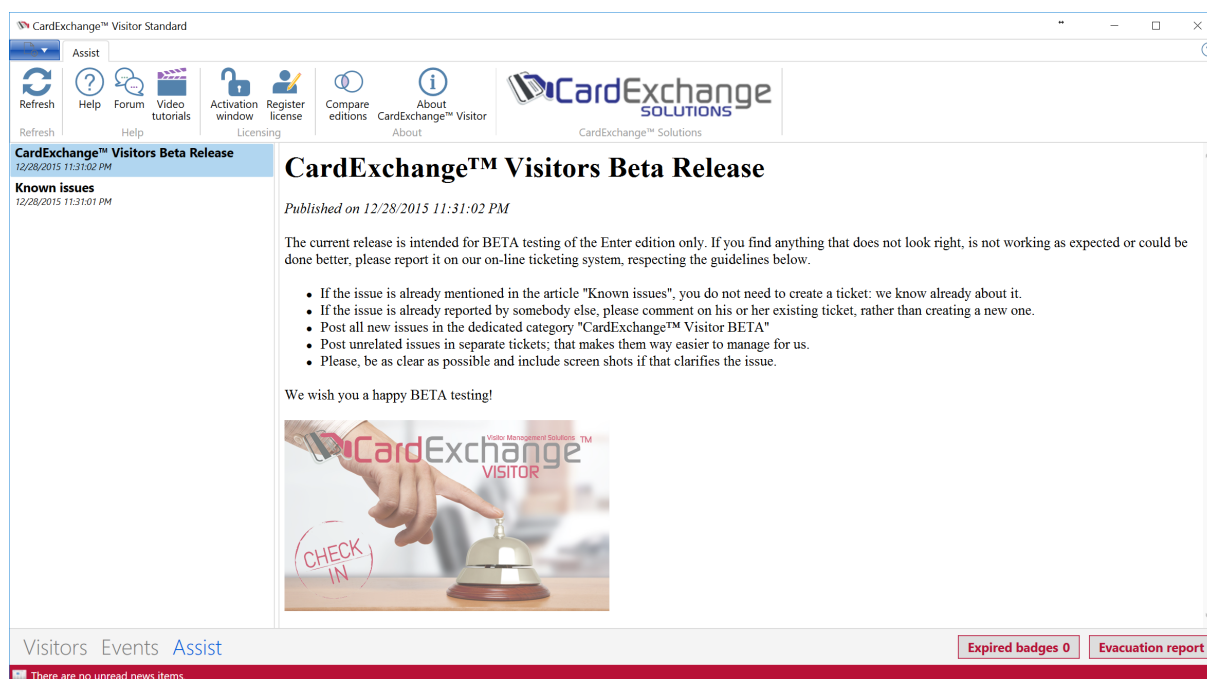 CardExchange™ Visitor Standard
Assist
Refresh
Help
Forum
Video
tutorials
Activation
window
Register
license
Compare
editions
About
CardExchange™ Visitor
CardExchange
SOLUTIONS
Refresh
Help
Licensing
About
CardExchange™ Solutions
CardExchange™ Visitors Beta Release
12/28/2015 11:31:02 PM
Known issues
12/28/2015 11:31:01 PM
CardExchange™ Visitors Beta Release
Published on 12/28/2015 11:31:02 PM
The current release is intended for BETA testing of the Enter edition only. If you find anything that does not look right, is not working as expected or could be
done better, please report it on our on-line ticketing system, respecting the guidelines below.
• If the issue is already mentioned in the article "Known issues", you do not need to create a ticket: we know already about it.
• If the issue is already reported by somebody else, please comment on his or her existing ticket, rather than creating a new one.
• Post all new issues in the dedicated category "CardExchange™ Visitor BETA"
• Post unrelated issues in separate tickets; that makes them way easier to manage for us.
• Please, be as clear as possible and include screen shots if that clarifies the issue.
We wish you a happy BETA testing!
Visitor Management Solutions TM
CardExchange
VISITOR
CHECK
IN
Visitors Events Assist
Expired badges 0
Evacuation report
There are no unread news items.